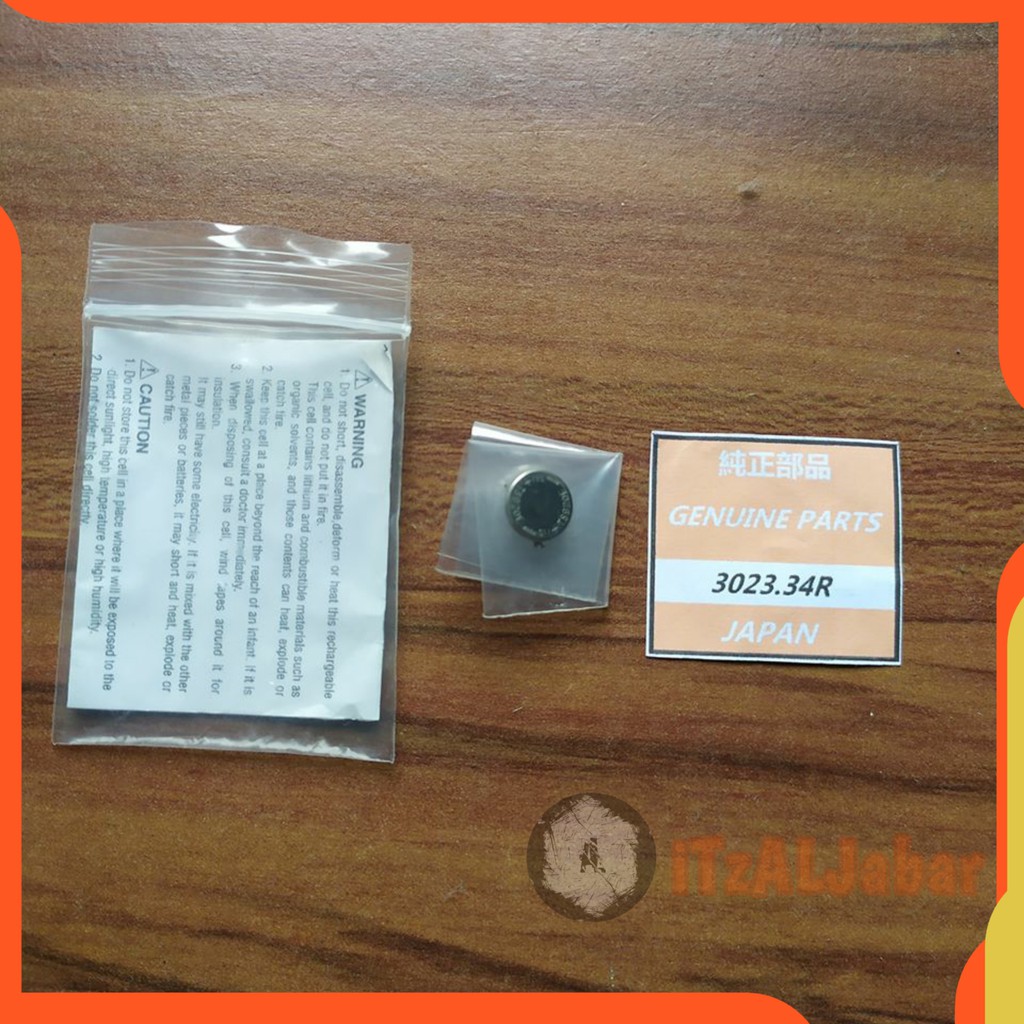 ⚠ WARNING
1. Do not short, disassemble, deform or heat this rechargeable
cell, and do not put it in fire.
This cell contains lithium and combustible materials such as
organic solvents, and those contents can heat, explode or
catch fire.
2. Keep this cell at a place beyond the reach of an infant. If it is
swallowed, consult a doctor immediately.
3. When disposing of this cell, wind tapes around it for
insulation.
It may still have some electricity. If it is mixed with the other
metal pieces or batteries, it may short and heat, explode or
catch fire.
⚠ CAUTION
1. Do not store this cell in a place where it will be exposed to the
direct sunlight, high temperature or high humidity.
2. Do not solder this cell directly.
純正部品
GENUINE PARTS
3023.34R
JAPAN
iTzALJabar